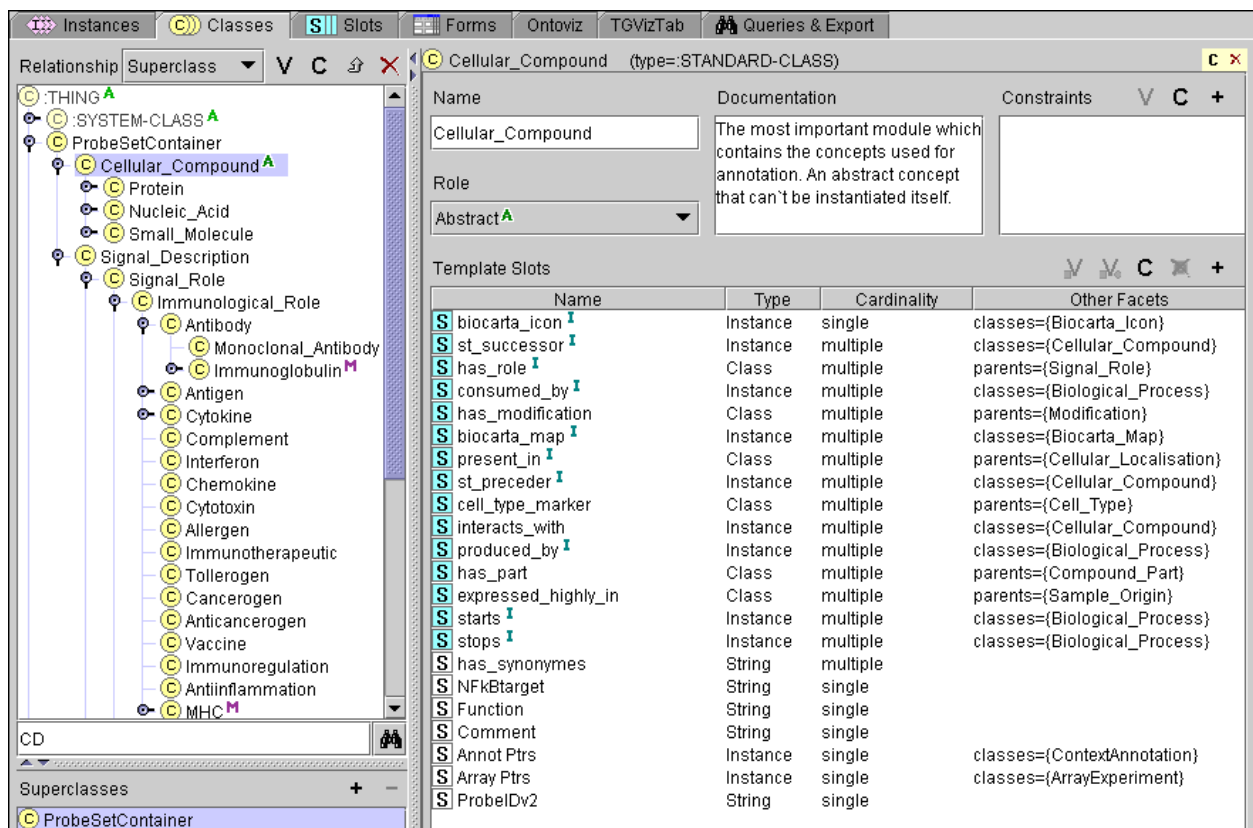 Instances Classes Slots Forms Ontoviz TGVizTab Queries & Export
Relationship Superclass V C
:THING A
:SYSTEM-CLASS A
ProbeSetContainer
Cellular_Compound A
Protein
Nucleic_Acid
Small_Molecule
Signal_Description
Signal_Role
Immunological_Role
Antibody
Monoclonal_Antibody
Immunoglobulin M
Antigen
Cytokine
Complement
Interferon
Chemokine
Cytotoxin
Allergen
Immunotherapeutic
Tollerogen
Cancerogen
Anticancerogen
Vaccine
Immunoregulation
Antiinflammation
MHC M
CD
Superclasses + −
ProbeSetContainer
Cellular_Compound (type=:STANDARD-CLASS) C ×
Name
Cellular_Compound
Role
Abstract A
Documentation
The most important module which
contains the concepts used for
annotation. An abstract concept
that can`t be instantiated itself.
Constraints V C +
Template Slots V V C +
Name Type Cardinality Other Facets
S biocarta_icon I Instance single classes={Biocarta_Icon}
S st_successor I Instance multiple classes={Cellular_Compound}
S has_role I Class multiple parents={Signal_Role}
S consumed_by I Instance multiple classes={Biological_Process}
S has_modification Class multiple parents={Modification}
S biocarta_map I Instance multiple classes={Biocarta_Map}
S present_in I Class multiple parents={Cellular_Localisation}
S st_preceder I Instance multiple classes={Cellular_Compound}
S cell_type_marker Class multiple parents={Cell_Type}
S interacts_with Instance multiple classes={Cellular_Compound}
S produced_by I Instance multiple classes={Biological_Process}
S has_part Class multiple parents={Compound_Part}
S expressed_highly_in Class multiple parents={Sample_Origin}
S starts I Instance multiple classes={Biological_Process}
S stops I Instance multiple classes={Biological_Process}
S has_synonymes String multiple
S NFkBtarget String single
S Function String single
S Comment String single
S Annot Ptrs Instance single classes={ContextAnnotation}
S Array Ptrs Instance single classes={ArrayExperiment}
S ProbeIDv2 String single